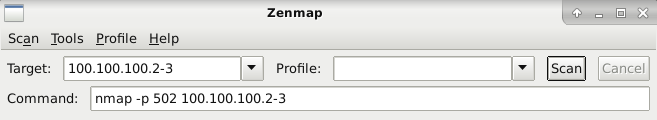 Zenmap
Scan Tools Profile Help
Target: 100.100.100.2-3 Profile: Scan Cancel
Command: nmap -p 502 100.100.100.2-3